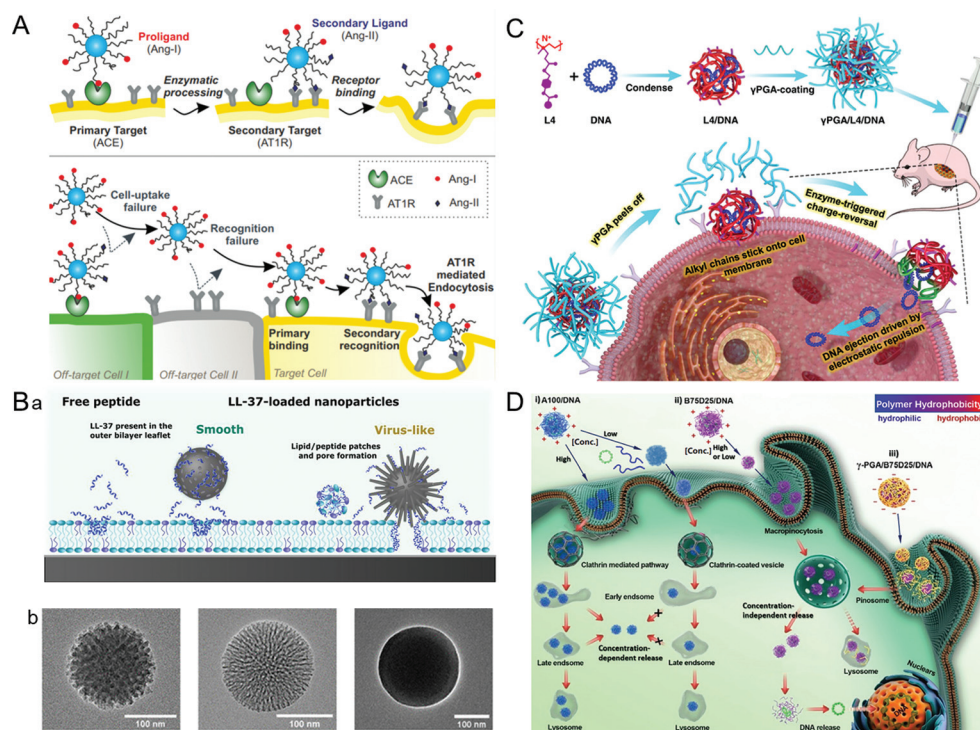 A
Proligand
(Ang-I)
Secondary Ligand
(Ang-II)
Enzymatic
processing
Receptor
binding
Primary Target
(ACE)
Secondary Target
(AT1R)
Cell-uptake
failure
ACE
Ang-I
AT1R
Ang-II
Recognition
failure
AT1R
mediated
Endocytosis
Primary
binding
Secondary
recognition
Off-target Cell I
Off-target Cell II
Target Cell
B
a
Free peptide
LL-37-loaded nanoparticles
LL-37 present in the
outer bilayer leaflet
Smooth
Virus-like
Lipid/peptide patches
and pore formation
b
100 nm
100 nm
100 nm
C
N+
L4
+
DNA
Condense
L4/DNA
γPGA-coating
γPGA/L4/DNA
γPGA peels off
Enzyme-triggered
charge-reversal
Alkyl chains stick onto cell
membrane
DNA ejection driven by
electrostatic repulsion
D
Polymer Hydrophobicity
hydrophilic
hydrophobi
i) A100/DNA
ii) B75D25/DNA
[Conc.]
Low
High
[Conc.]
High
or Low
iii)
γ-PGA/B75D25/DNA
Macropinocytosis
Clathrin mediated pathway
Clathrin-coated vesicle
Pinosome
Early endsome
Concentration-
independent release
Concentration-
dependent release
Late endsome
Late endsome
Lysosome
Nuclears
Lysosome
Lysosome
DNA release